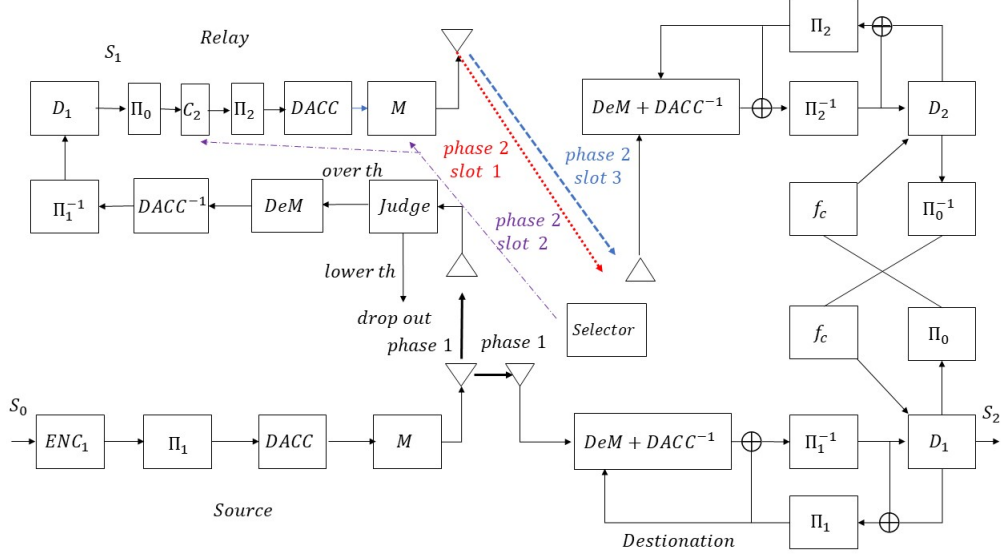 Relay
S₁
D₁
Π₀
C₂
Π₂
DACC
M
phase 2
slot 1
phase 2
slot 3
over th
Π₁⁻¹
DACC⁻¹
DeM
Judge
phase 2
slot 2
lower th
drop out
phase 1
phase 1
Selector
S₀
ENC₁
Π₁
DACC
M
Source
Π₂
DeM + DACC⁻¹
Π₂⁻¹
D₂
f_c
Π₀⁻¹
f_c
Π₀
S₂
DeM + DACC⁻¹
Π₁⁻¹
D₁
Π₁
Destionation